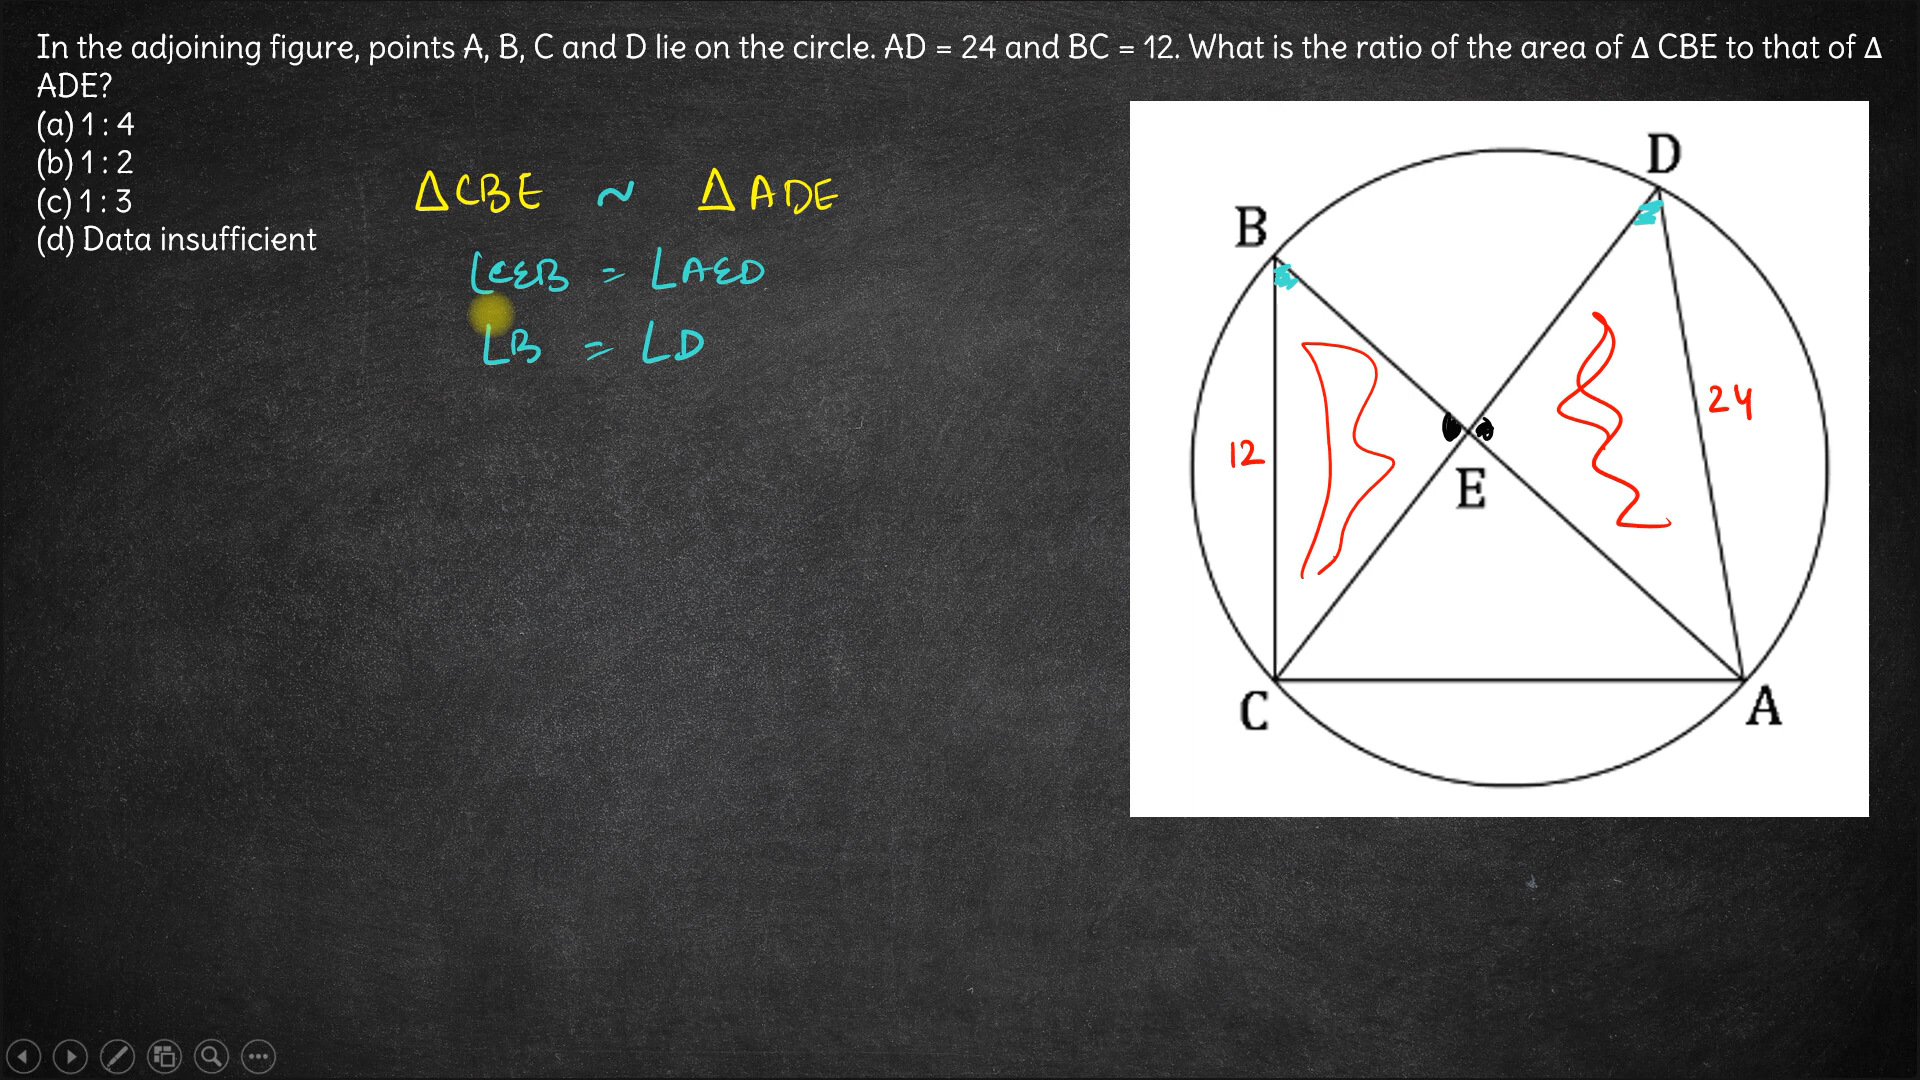 In the adjoining figure, points A, B, C and D lie on the circle. AD = 24 and BC = 12. What is the ratio of the area of Δ CBE to that of Δ
ADE?
(a) 1 : 4
(b) 1 : 2
(c) 1 : 3
(d) Data insufficient
ΔCBE ~ ΔADE
∠CEB = ∠AED
∠B = ∠D
D
B
24
12
E
C
A